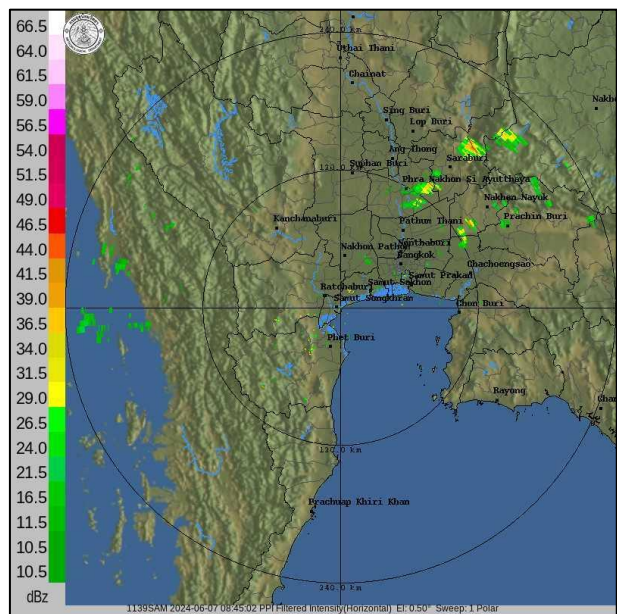 66.5
64.0
61.5
59.0
56.5
54.0
51.5
49.0
46.5
44.0
41.5
39.0
36.5
34.0
31.5
29.0
26.5
24.0
21.5
16.5
15.5
10.5
10.5
dBz
240.0 km
Uthai Thani
Chainat
Sing Buri
Lop Buri
Ang Thong
Suphan Buri
Saraburi
Phra Nakhon Si Ayutthaya
Nakhon Nayok
Prachin Buri
Kanchanaburi
Pathum Thani
Nonthaburi
Nakhon Pathom
Bangkok
Chachoengsao
Samut Prakan
Ratchaburi
Samut Sakhon
Samut Songkhram
Chon Buri
Phet Buri
Rayong
120.0 km
Prachuap Khiri Khan
240.0 km
1139SAM 2024-06-07 08:45:02 PPI Filtered Intensity(Horizontal) El: 0.50° Sweep: 1 Polar